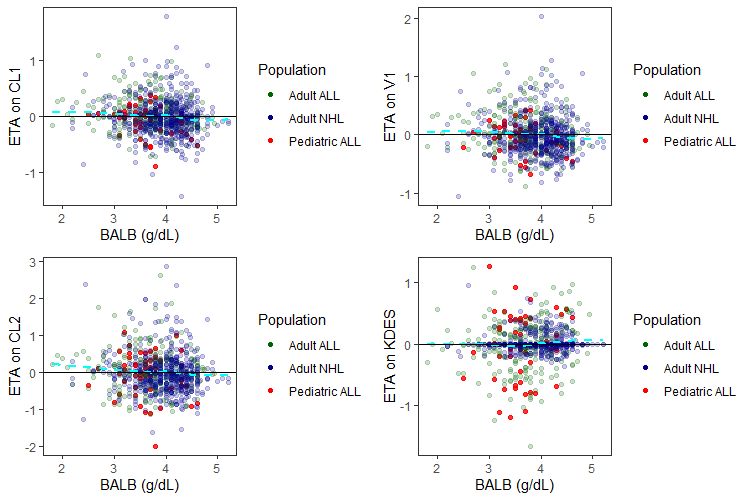 ETA on CL1
1
0
-1
2
3
4
5
BALB (g/dL)
Population
Adult ALL
Adult NHL
Pediatric ALL
ETA on V1
2
1
0
-1
2
3
4
5
BALB (g/dL)
Population
Adult ALL
Adult NHL
Pediatric ALL
ETA on CL2
3
2
1
0
-1
-2
2
3
4
5
BALB (g/dL)
Population
Adult ALL
Adult NHL
Pediatric ALL
ETA on KDES
1
0
-1
2
3
4
5
BALB (g/dL)
Population
Adult ALL
Adult NHL
Pediatric ALL